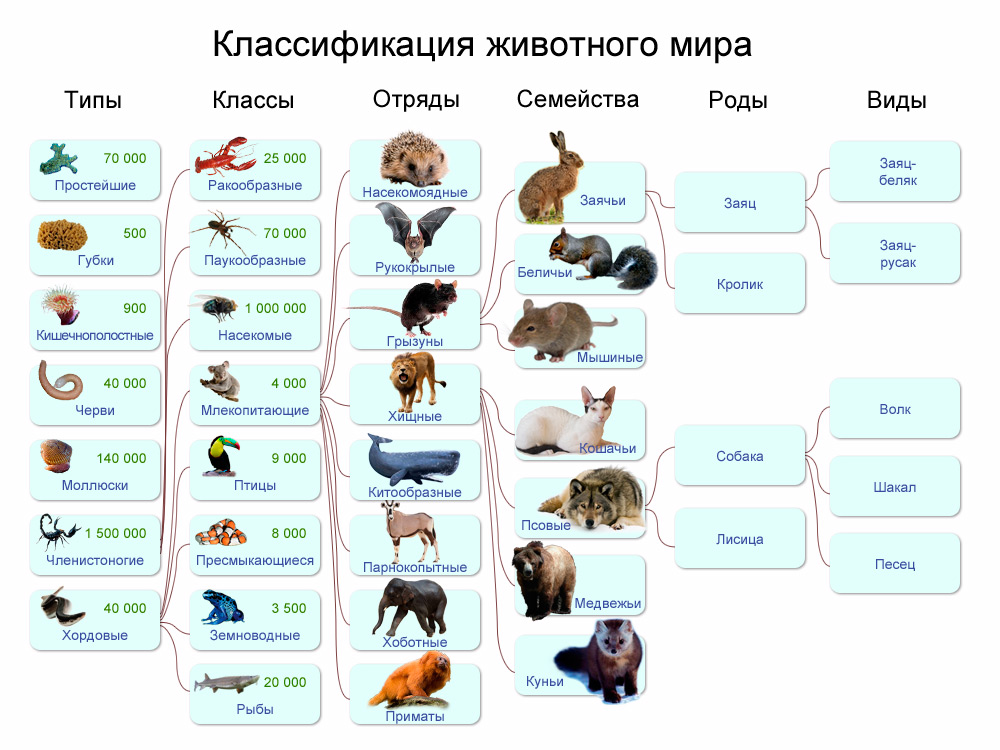 Классификация животного мира
Типы
Классы
Отряды
Семейства
Роды
Виды
70 000
Простейшие
500
Губки
900
Кишечнополостные
40 000
Черви
140 000
Моллюски
1 500 000
Членистоногие
40 000
Хордовые
25 000
Ракообразные
70 000
Паукообразные
1 000 000
Насекомые
4 000
Млекопитающие
9 000
Птицы
8 000
Пресмыкающиеся
3 500
Земноводные
20 000
Рыбы
Насекомоядные
Рукокрылые
Грызуны
Хищные
Китообразные
Парнокопытные
Хоботные
Приматы
Заячьи
Беличьи
Мышиные
Кошачьи
Псовые
Медвежьи
Куньи
Заяц
Кролик
Собака
Лисица
Заяц-
беляк
Заяц-
русак
Волк
Шакал
Песец